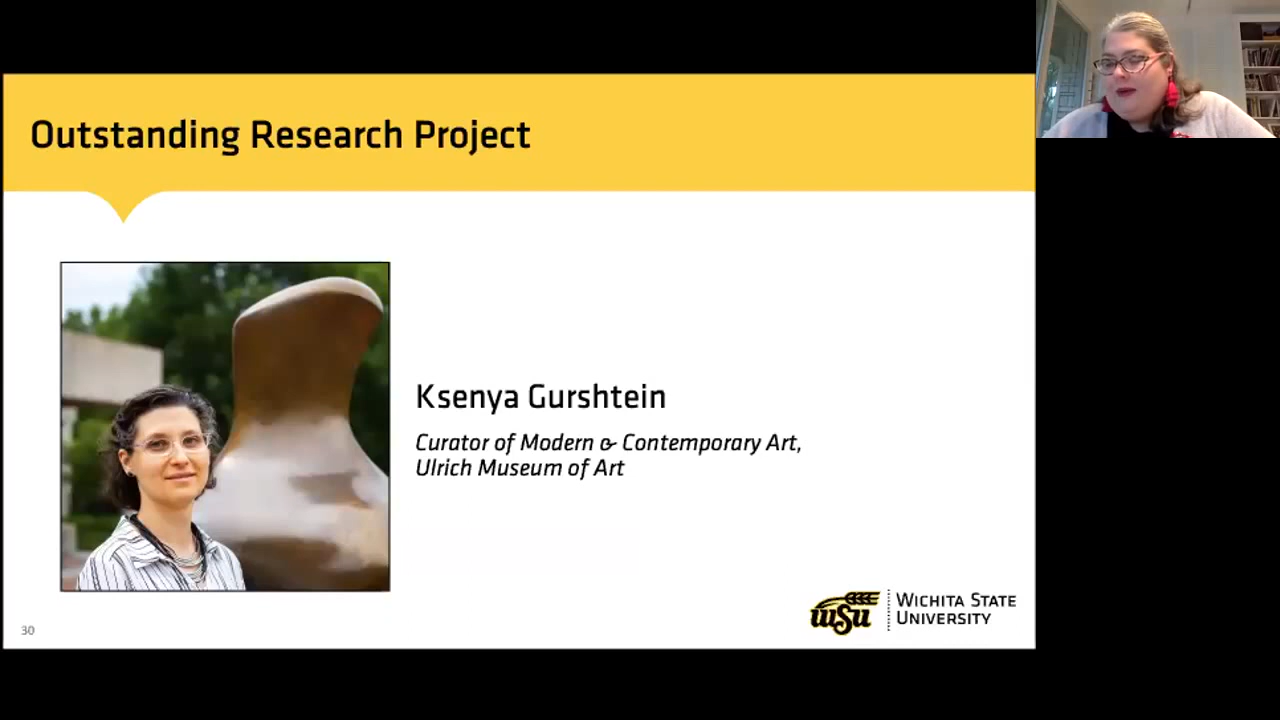 Outstanding Research Project
Ksenya Gurshtein
Curator of Modern & Contemporary Art,
Ulrich Museum of Art
30
WSU
WICHITA STATE
UNIVERSITY